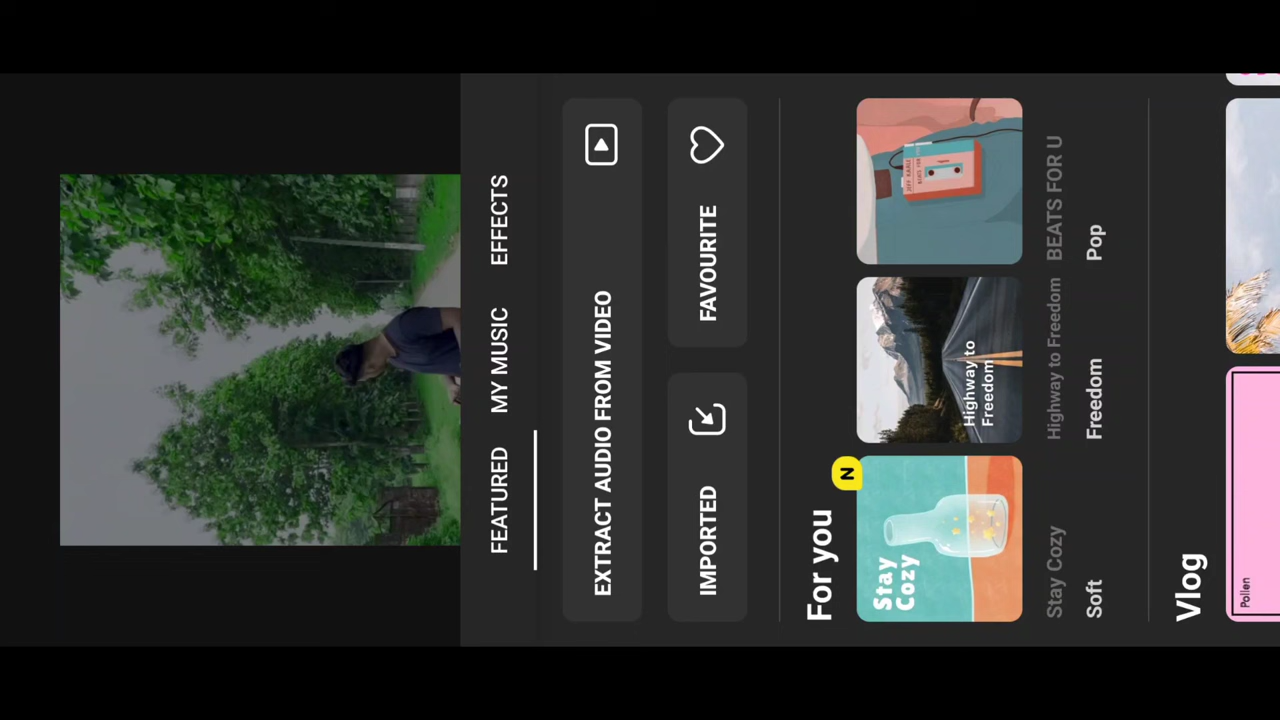 FEATURED MY MUSIC EFFECTS
EXTRACT AUDIO FROM VIDEO
IMPORTED FAVOURITE
For you
N
Stay
Cozy
Highway to
Freedom
Stay Cozy Highway to Freedom BEATS FOR U
Soft Freedom Pop
Vlog
Pollen